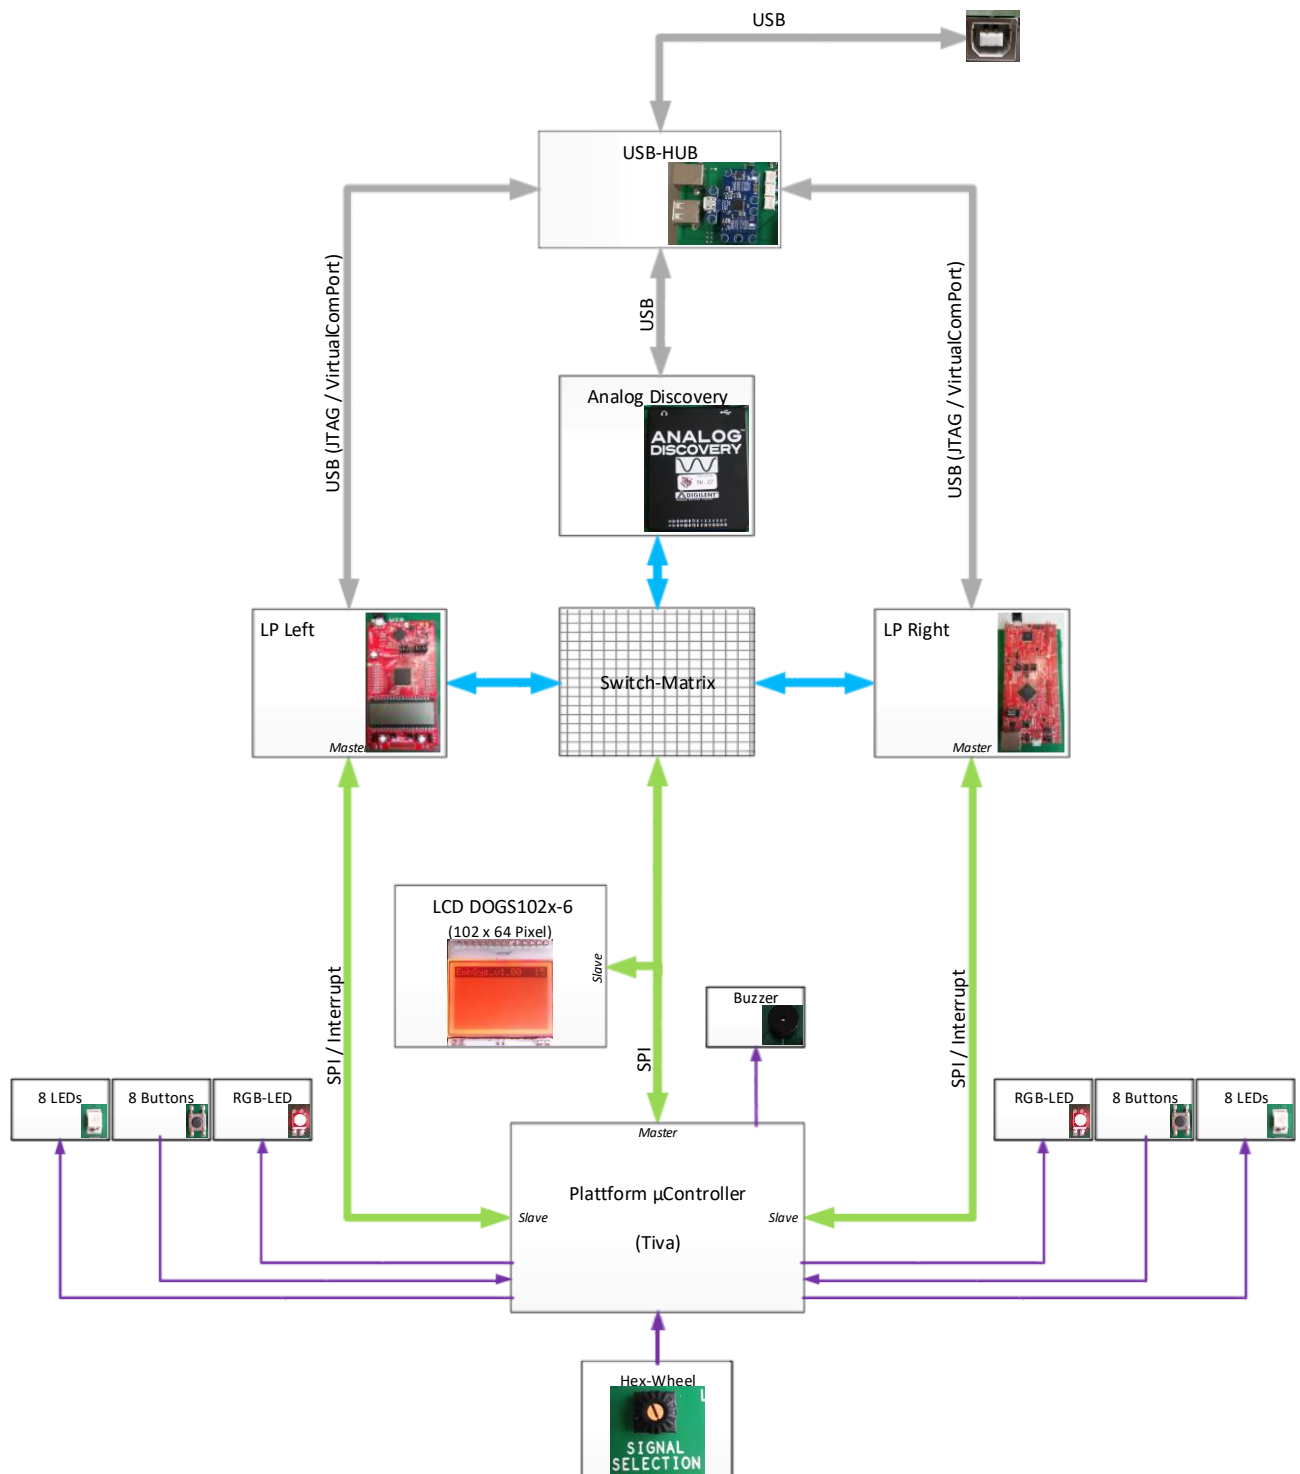 USB
USB-HUB
USB (JTAG / VirtualComPort)
USB
USB (JTAG / VirtualComPort)
Analog Discovery
ANALOG
DISCOVERY
DIGILENT
LP Left
Master
Switch-Matrix
LP Right
Master
LCD DOGS102x-6
(102 x 64 Pixel)
Slave
SPI / Interrupt
SPI
SPI / Interrupt
Buzzer
8 LEDs
8 Buttons
RGB-LED
RGB-LED
8 Buttons
8 LEDs
Master
Plattform µController
Slave
Slave
(Tiva)
Hex-Wheel
SIGNAL
SELECTION